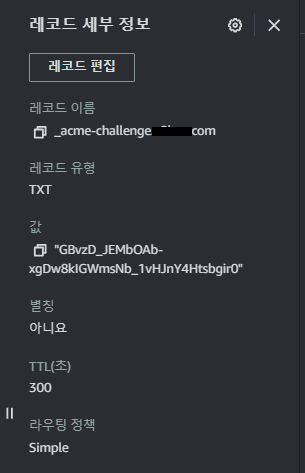 레코드 세부 정보
레코드 편집
레코드 이름
_acme-challenge. com
레코드 유형
TXT
값
"GBvzD_JEMbOAb-
xgDw8kIGWmsNb_1vHJnY4Htsbgir0"
별칭
아니요
TTL(초)
300
라우팅 정책
Simple